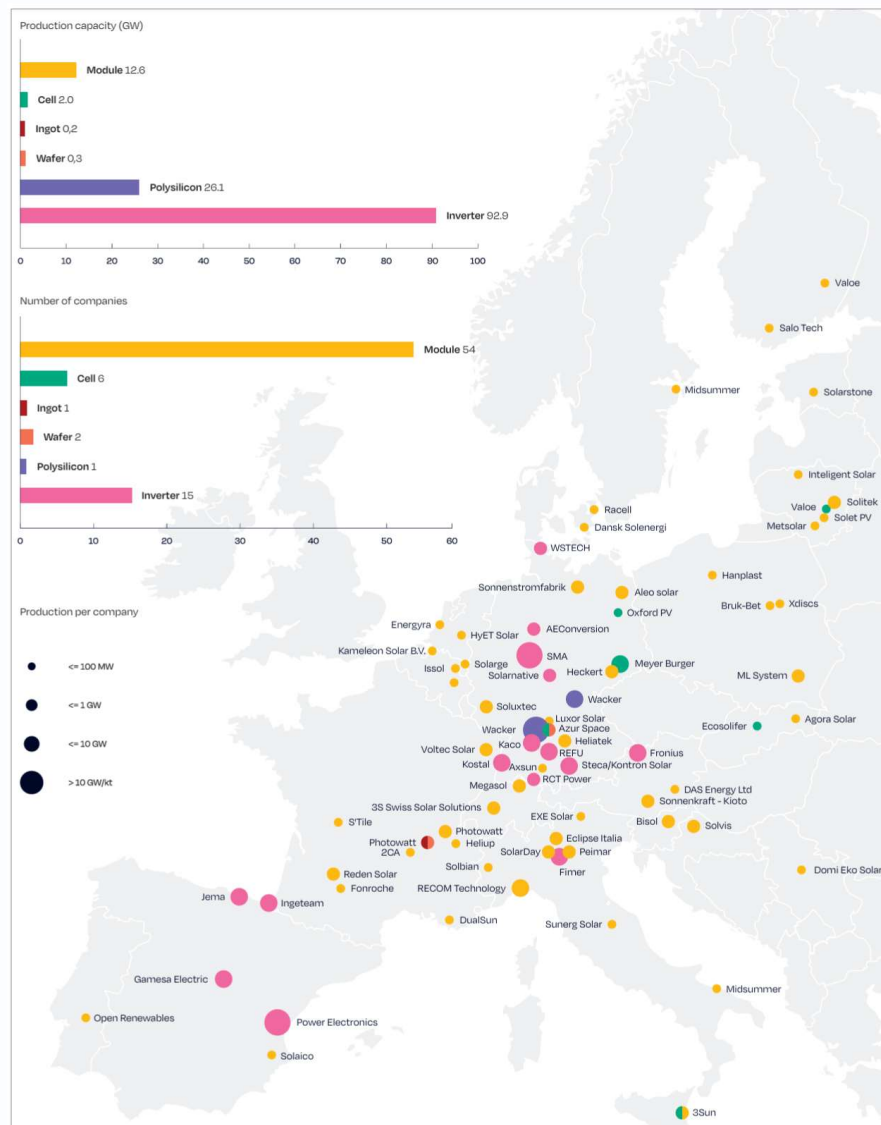 Production capacity (GW)
Module 12.6
Cell 2.0
Ingot 0,2
Wafer 0,3
Polysilicon 26.1
Inverter 92.9
0 10 20 30 40 50 60 70 80 90 100
Number of companies
Module 54
Cell 6
Ingot 1
Wafer 2
Polysilicon 1
Inverter 15
0 10 20 30 40 50 60
Production per company
<= 100 MW
<= 1 GW
<= 10 GW
> 10 GW/kt
Valoe
Salo Tech
Midsummer
Solarstone
Inteligent Solar
Solitek
Valoe
Solet PV
Metsolar
Racell
Dansk Solenergi
WSTECH
Hanplast
Sonnenstromfabrik
Aleo solar
Xdiscs
Bruk-Bet
Oxford PV
Energyra
HyET Solar
AEConversion
Kameleon Solar B.V.
SMA
Solarge
Issol
Solarnative
Heckert
Meyer Burger
ML System
Wacker
Soluxtec
Luxor Solar
Wacker
Azur Space
Agora Solar
Ecosolifer
Kaco
Heliatek
Voltec Solar
REFU
Fronius
Kostal
Axsun
Steca/Kontron Solar
RCT Power
Megasol
DAS Energy Ltd
Sonnenkraft - Kioto
3S Swiss Solar Solutions
EXE Solar
Bisol
Solvis
S'Tile
Photowatt
Eclipse Italia
Photowatt
Heliup
2CA
SolarDay
Peimar
Fimer
Solbian
Reden Solar
Fonroche
RECOM Technology
Domi Eko Solar
Jema
Ingeteam
DualSun
Sunerg Solar
Gamesa Electric
Midsummer
Open Renewables
Power Electronics
Solaico
3Sun